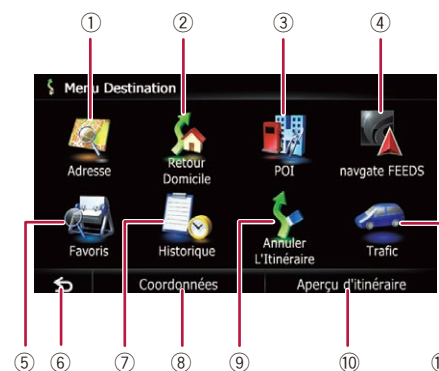 ① ② ③ ④
Menu Destination
Adresse
Retour
Domicile
POI
navgate FEEDS
Favoris
Historique
Annuler
L'Itinéraire
Trafic
Coordonnées
Aperçu d'itinéraire
⑤ ⑥ ⑦ ⑧ ⑨ ⑩